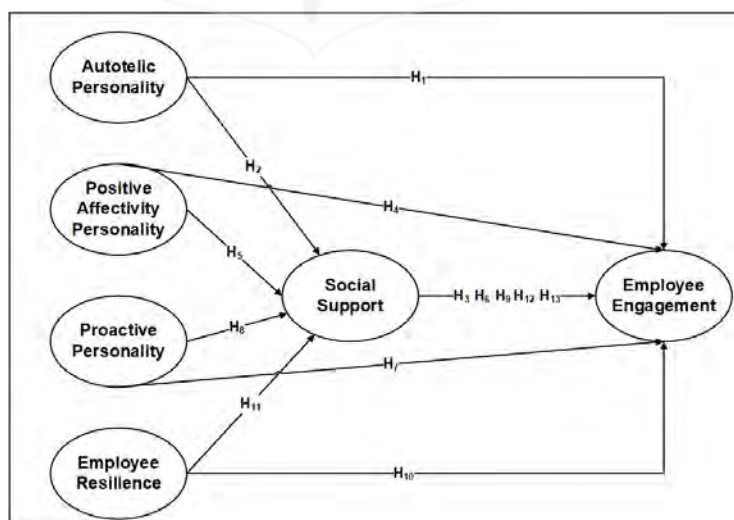 Autotelic
Personality
H₁
H₂
Positive
Affectivity
Personality
H₄
H₅
Social
Support
H₃ H₆ H₉ H₁₂ H₁₃
Employee
Engagement
Proactive
Personality
H₈
H₇
H₁₁
Employee
Resilience
H₁₀